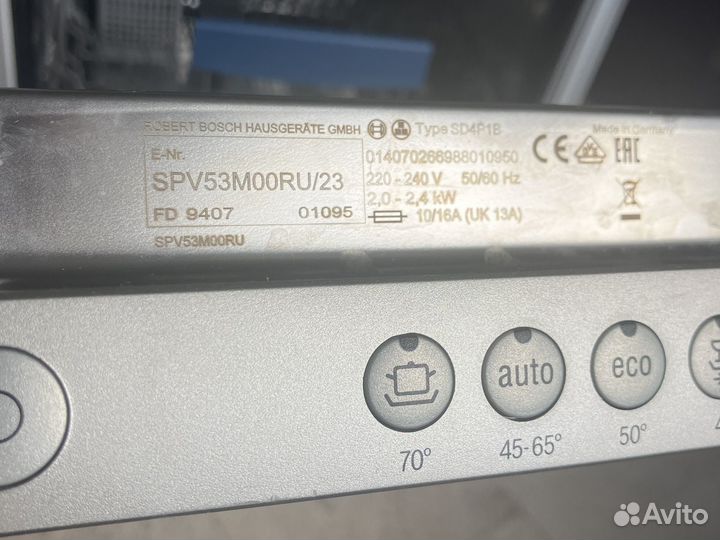 ROBERT BOSCH HAUSGERÄTE GMBH Type SD4P1B Made in Germany
E-Nr. 014070266988010950 CE EAC
SPV53M00RU/23 220 - 240 V 50/60 Hz
2,0 - 2,4 kW
FD 9407 01095 10/16A (UK 13A)
SPV53M00RU
auto eco
70° 45-65° 50°
Avito